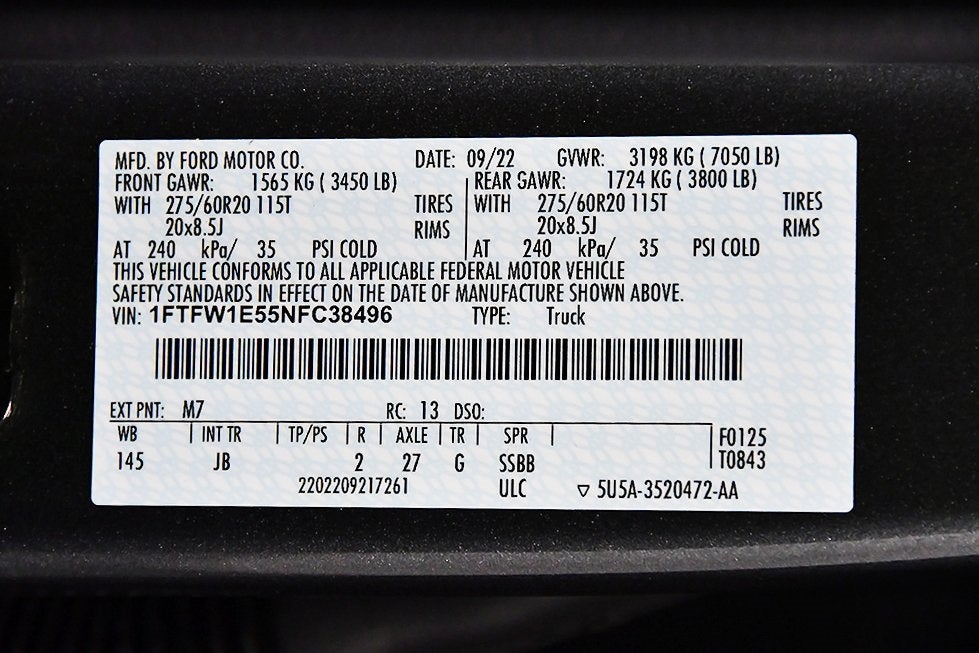 MFD. BY FORD MOTOR CO. DATE: 09/22 GVWR: 3198 KG ( 7050 LB)
FRONT GAWR: 1565 KG ( 3450 LB) REAR GAWR: 1724 KG ( 3800 LB)
WITH 275/60R20 115T TIRES WITH 275/60R20 115T TIRES
20x8.5J RIMS 20x8.5J RIMS
AT 240 kPa/ 35 PSI COLD AT 240 kPa/ 35 PSI COLD
THIS VEHICLE CONFORMS TO ALL APPLICABLE FEDERAL MOTOR VEHICLE
SAFETY STANDARDS IN EFFECT ON THE DATE OF MANUFACTURE SHOWN ABOVE.
VIN: 1FTFW1E55NFC38496 TYPE: Truck
EXT PNT: M7 RC: 13 DSO:
WB INT TR TP/PS R AXLE TR SPR F0125
145 JB 2 27 G SSBB T0843
2202209217261 ULC ▽ 5U5A-3520472-AA